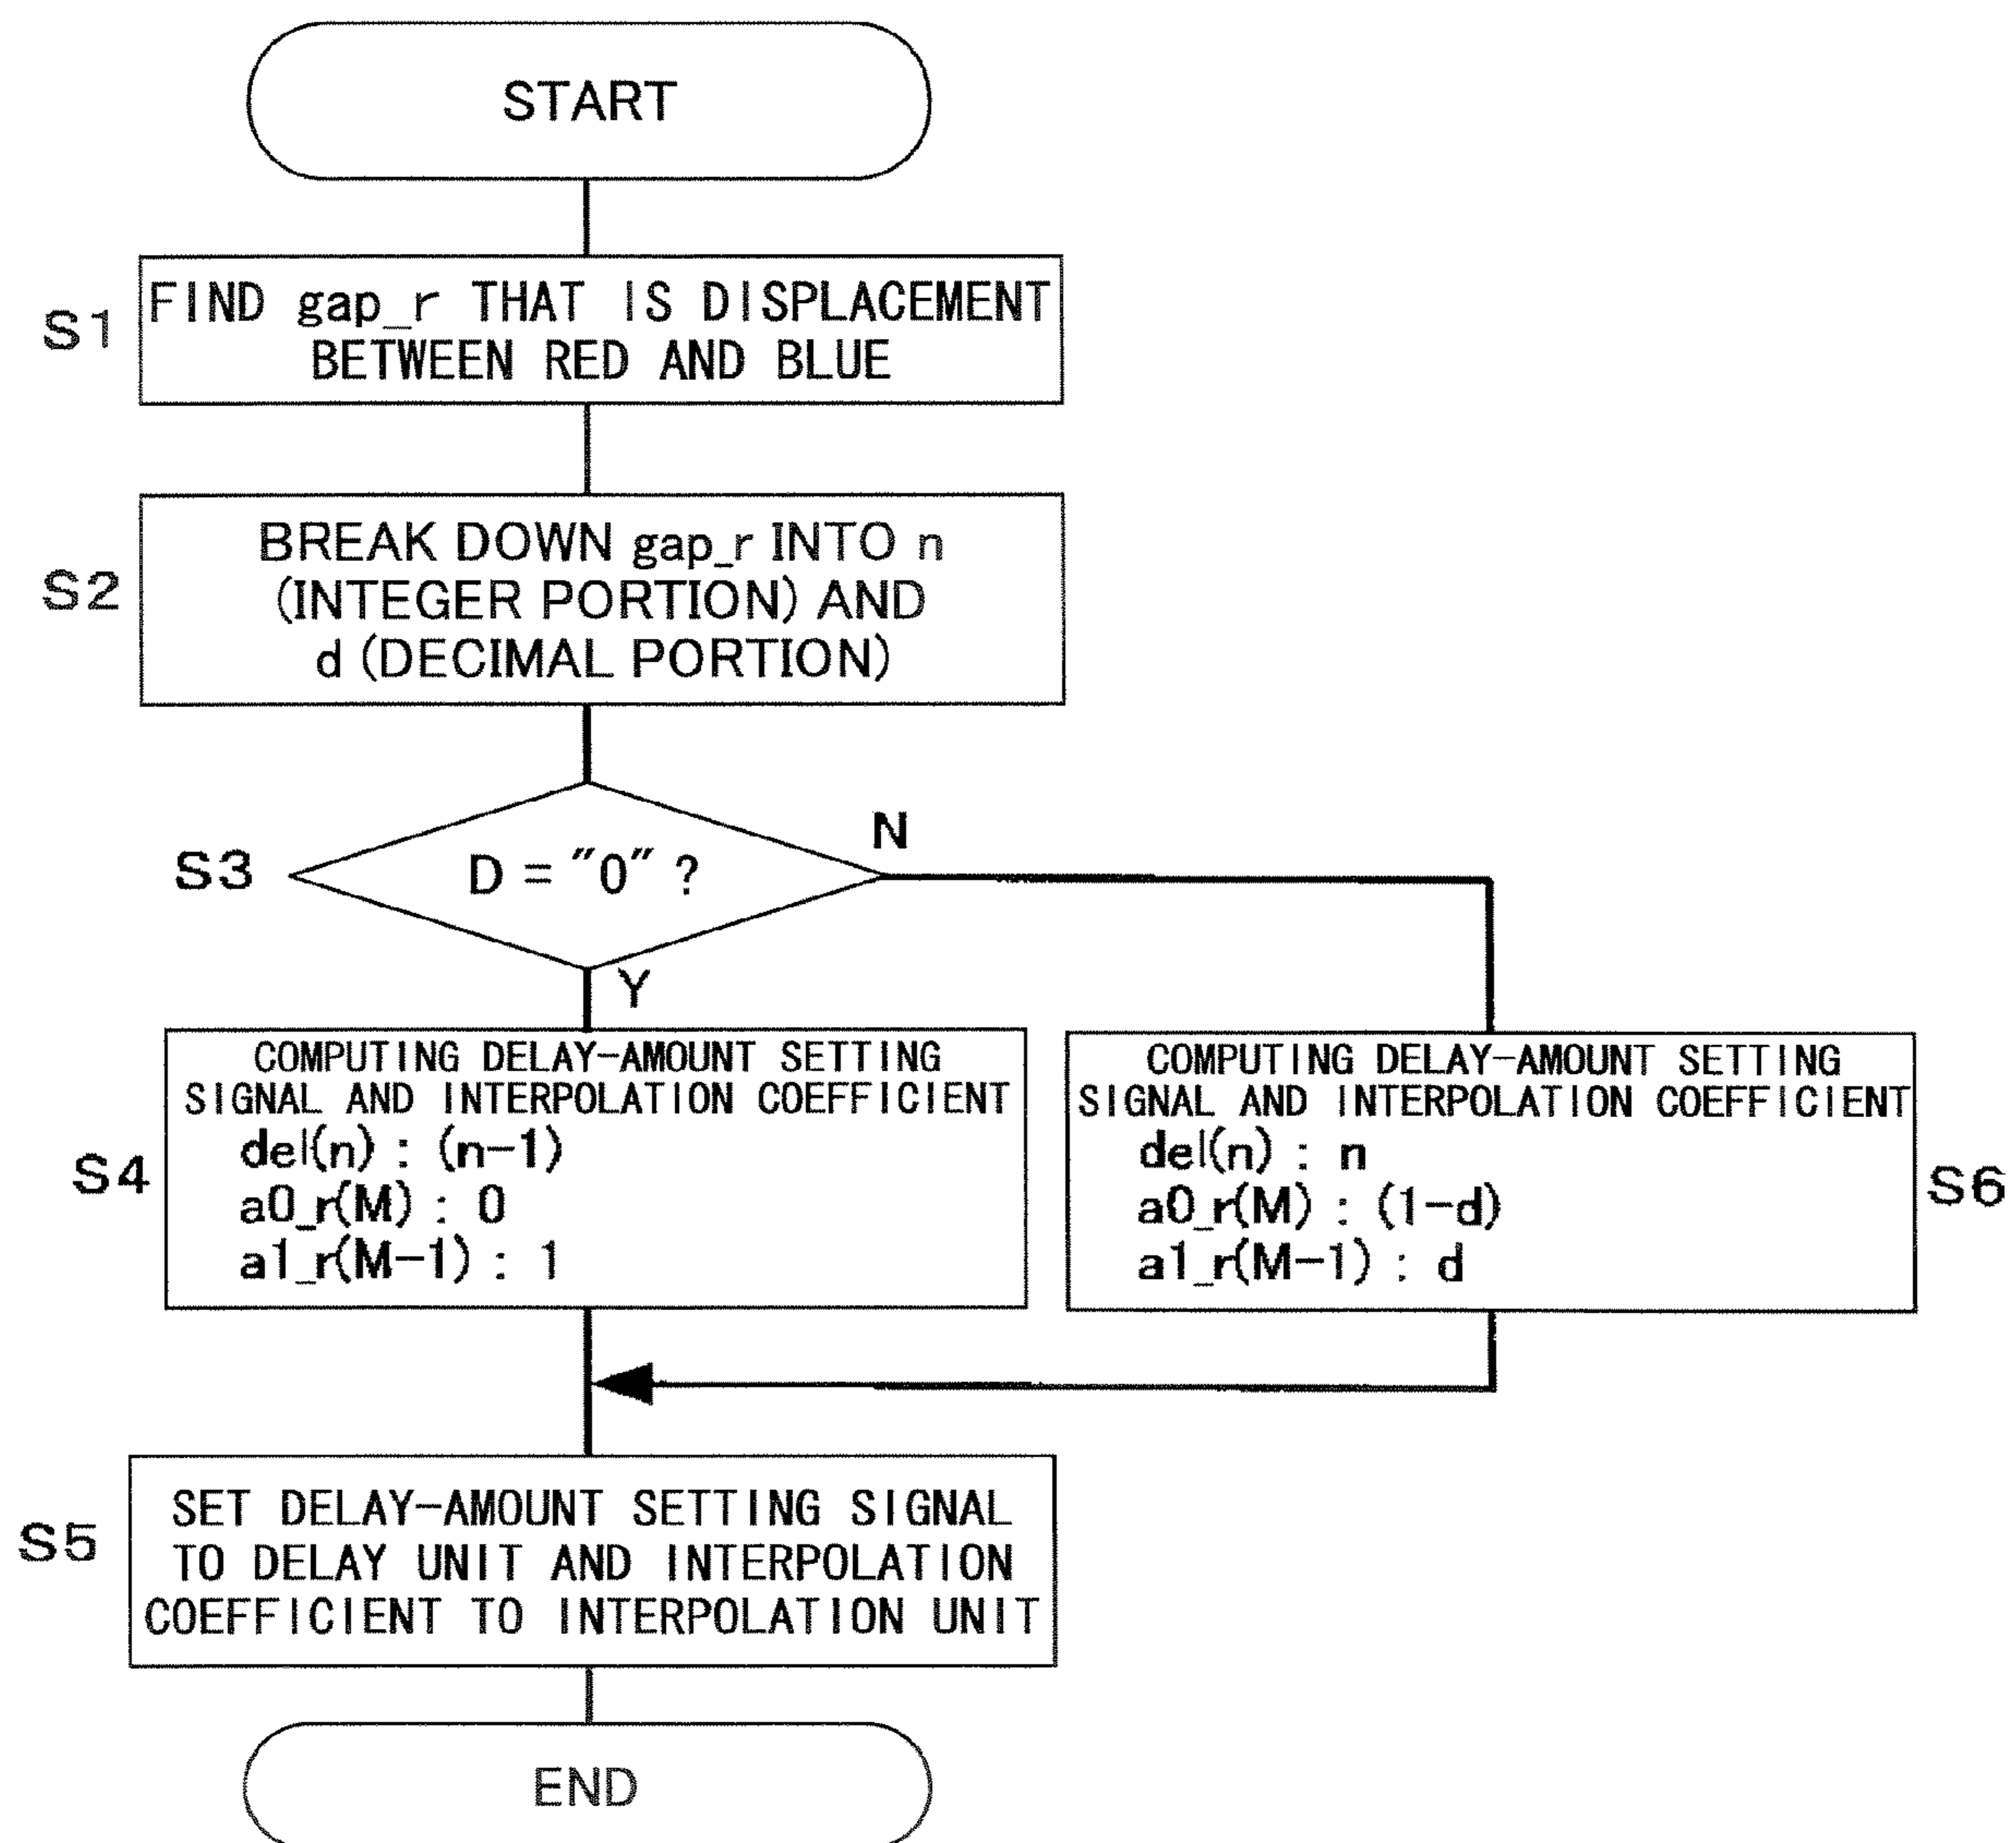 START
S1
FIND gap_r THAT IS DISPLACEMENT
BETWEEN RED AND BLUE
S2
BREAK DOWN gap_r INTO n
(INTEGER PORTION) AND
d (DECIMAL PORTION)
S3
D = "0" ?
N
Y
S4
COMPUTING DELAY-AMOUNT SETTING
SIGNAL AND INTERPOLATION COEFFICIENT
del(n) : (n-1)
a0_r(M) : 0
a1_r(M-1) : 1
COMPUTING DELAY-AMOUNT SETTING
SIGNAL AND INTERPOLATION COEFFICIENT
del(n) : n
a0_r(M) : (1-d)
a1_r(M-1) : d
S6
S5
SET DELAY-AMOUNT SETTING SIGNAL
TO DELAY UNIT AND INTERPOLATION
COEFFICIENT TO INTERPOLATION UNIT
END